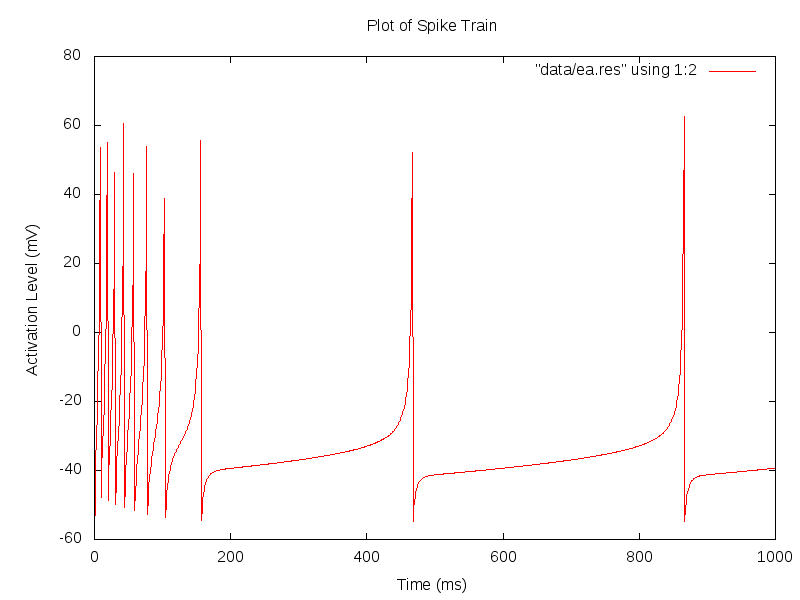 Plot of Spike Train
"data/ea.res" using 1:2
80
60
40
20
0
-20
-40
-60
Activation Level (mV)
0 200 400 600 800 1000
Time (ms)